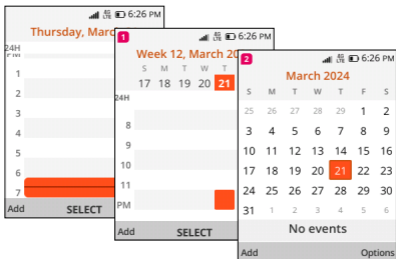 6:26 PM
Thursday, Marc
24H
PM
1
2
3
4
5
6
7
Add SELECT
1
6:26 PM
Week 12, March 20
S M T W T
17 18 19 20 21
24H
8
9
10
11
PM
Add SELECT
2
6:26 PM
March 2024
S M T W T F S
25 26 27 28 29 1 2
3 4 5 6 7 8 9
10 11 12 13 14 15 16
17 18 19 20 21 22 23
24 25 26 27 28 29 30
31 1 2 3 4 5 6
No events
Add Options